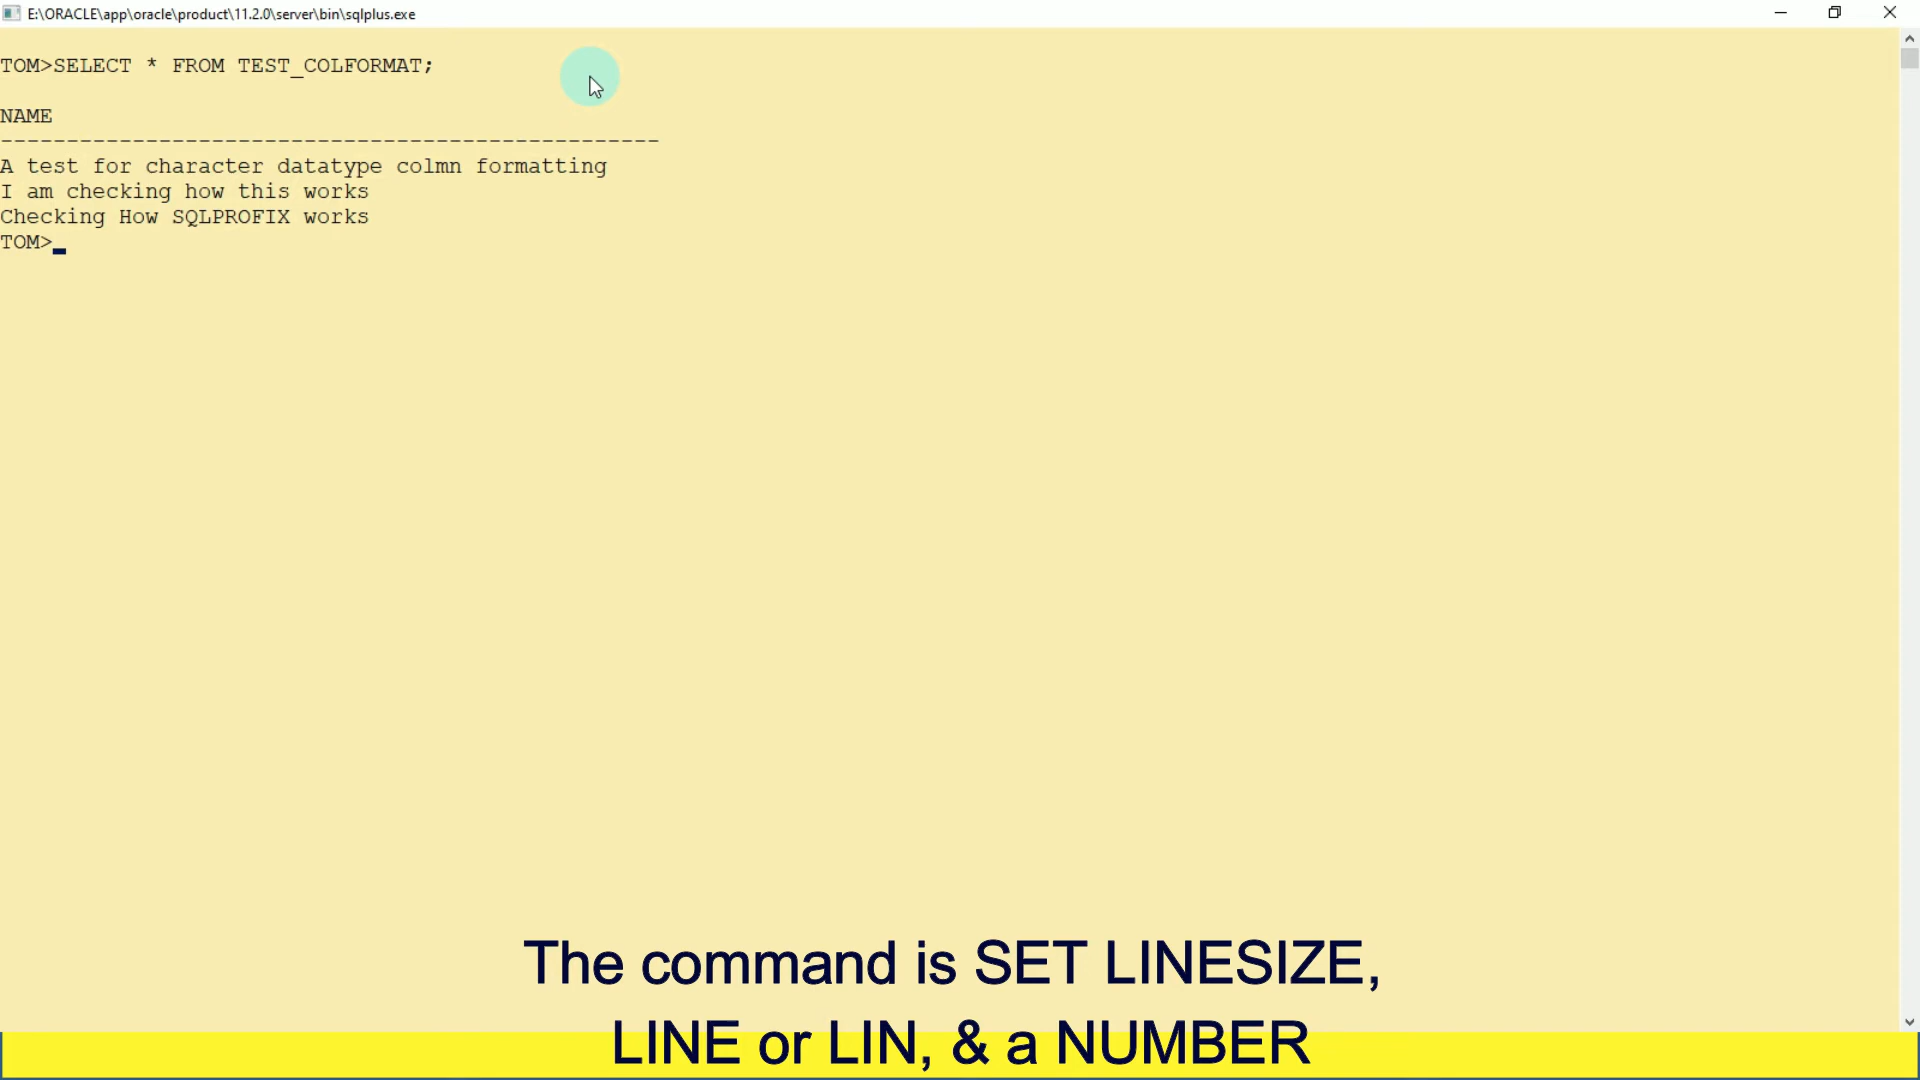 E:\ORACLE\app\oracle\product\11.2.0\server\bin\sqlplus.exe
TOM>SELECT * FROM TEST_COLFORMAT;
NAME
--------------------------------------------------
A test for character datatype colmn formatting
I am checking how this works
Checking How SQLPROFIX works
TOM>
The command is SET LINESIZE,
LINE or LIN, & a NUMBER